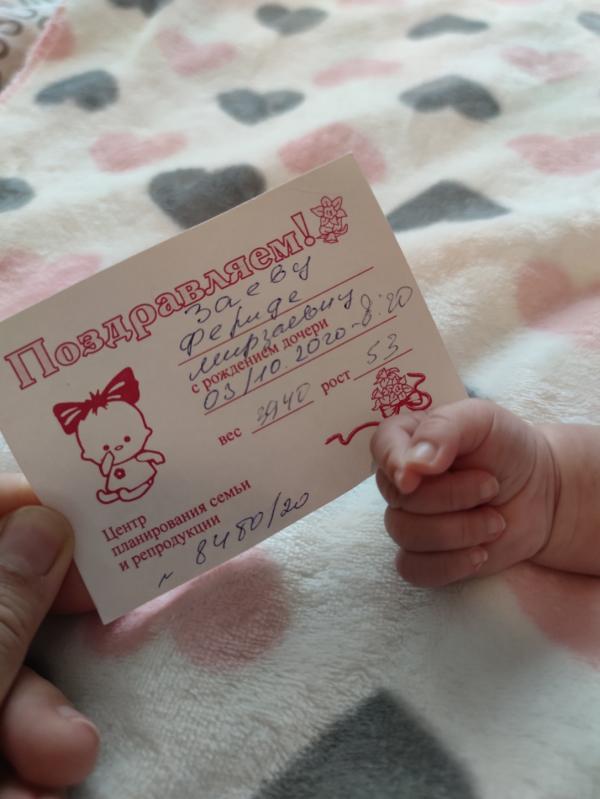 Поздравляем!
Заеву
Фериде
Мирзаевну
с рождением дочери
03/10.2020-8:20
вес 3940 рост 53
Центр
планирования семьи
и репродукции
8480/20